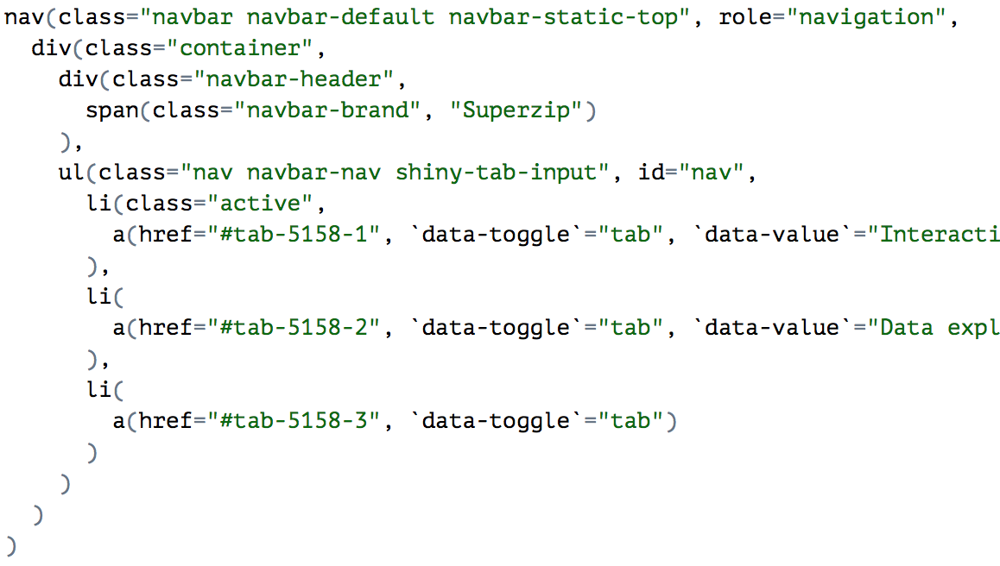 nav(class="navbar navbar-default navbar-static-top", role="navigation",
  div(class="container",
    div(class="navbar-header",
      span(class="navbar-brand", "Superzip")
    ),
    ul(class="nav navbar-nav shiny-tab-input", id="nav",
      li(class="active",
        a(href="#tab-5158-1", `data-toggle`="tab", `data-value`="Interacti
      ),
      li(
        a(href="#tab-5158-2", `data-toggle`="tab", `data-value`="Data expl
      ),
      li(
        a(href="#tab-5158-3", `data-toggle`="tab")
      )
    )
  )
)